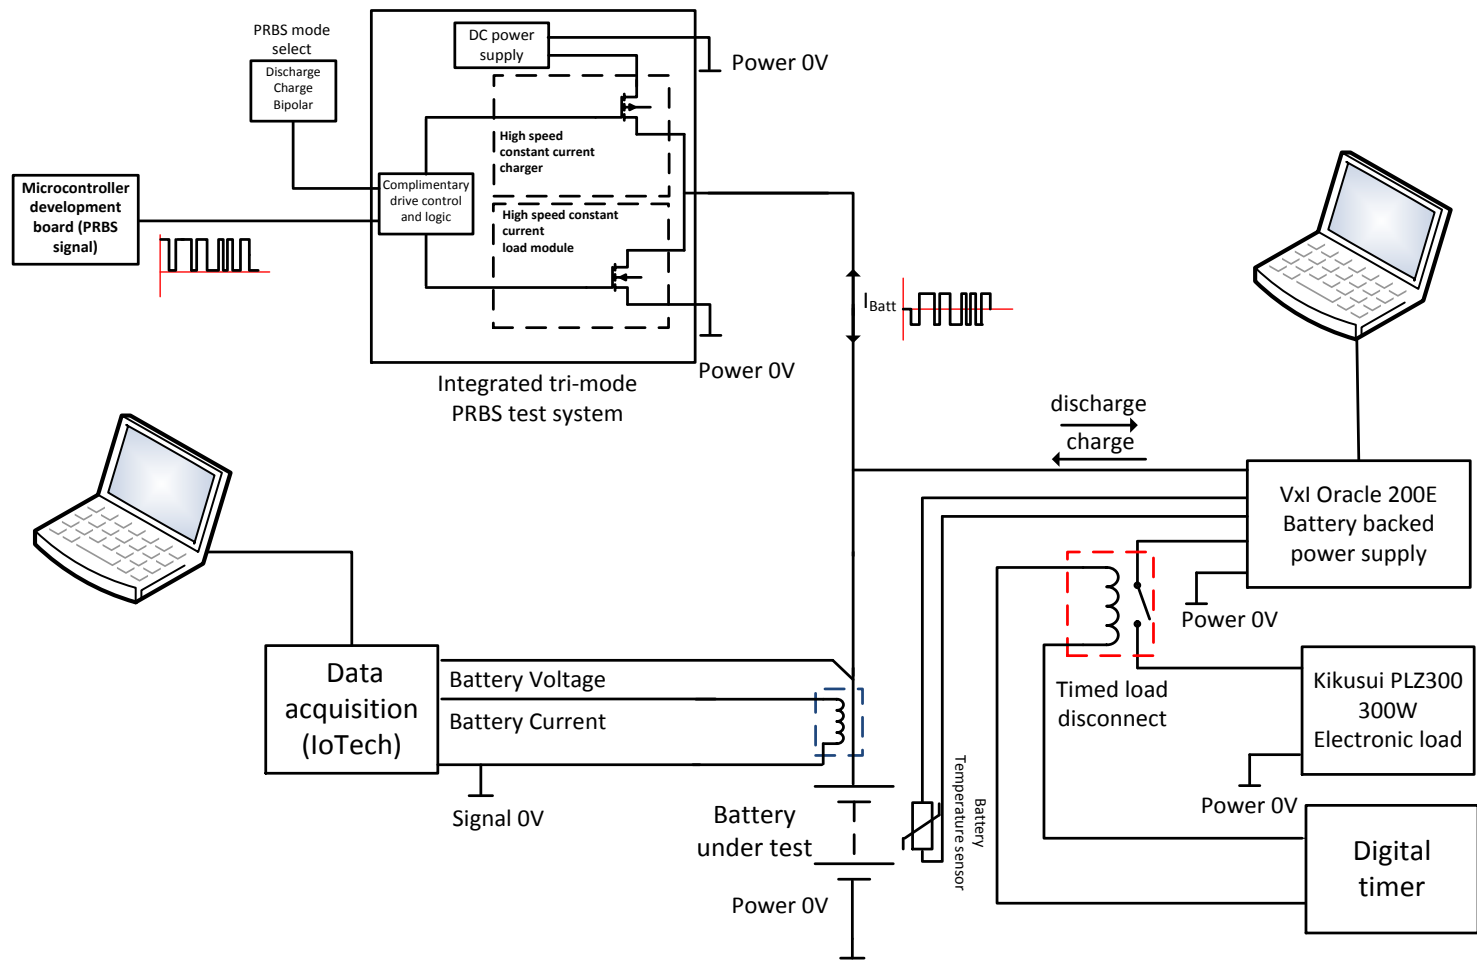 PRBS mode
select
Discharge
Charge
Bipolar
DC power
supply
Power 0V
High speed
constant current
charger
Microcontroller
development
board (PRBS
signal)
Complimentary
drive control
and logic
High speed constant
current
load module
Power 0V
Integrated tri-mode
PRBS test system
IBatt
discharge
charge
VxI Oracle 200E
Battery backed
power supply
Power 0V
Data
acquisition
(IoTech)
Battery Voltage
Battery Current
Signal 0V
Timed load
disconnect
Kikusui PLZ300
300W
Electronic load
Power 0V
Battery
under test
Battery
Temperature sensor
Power 0V
Digital
timer